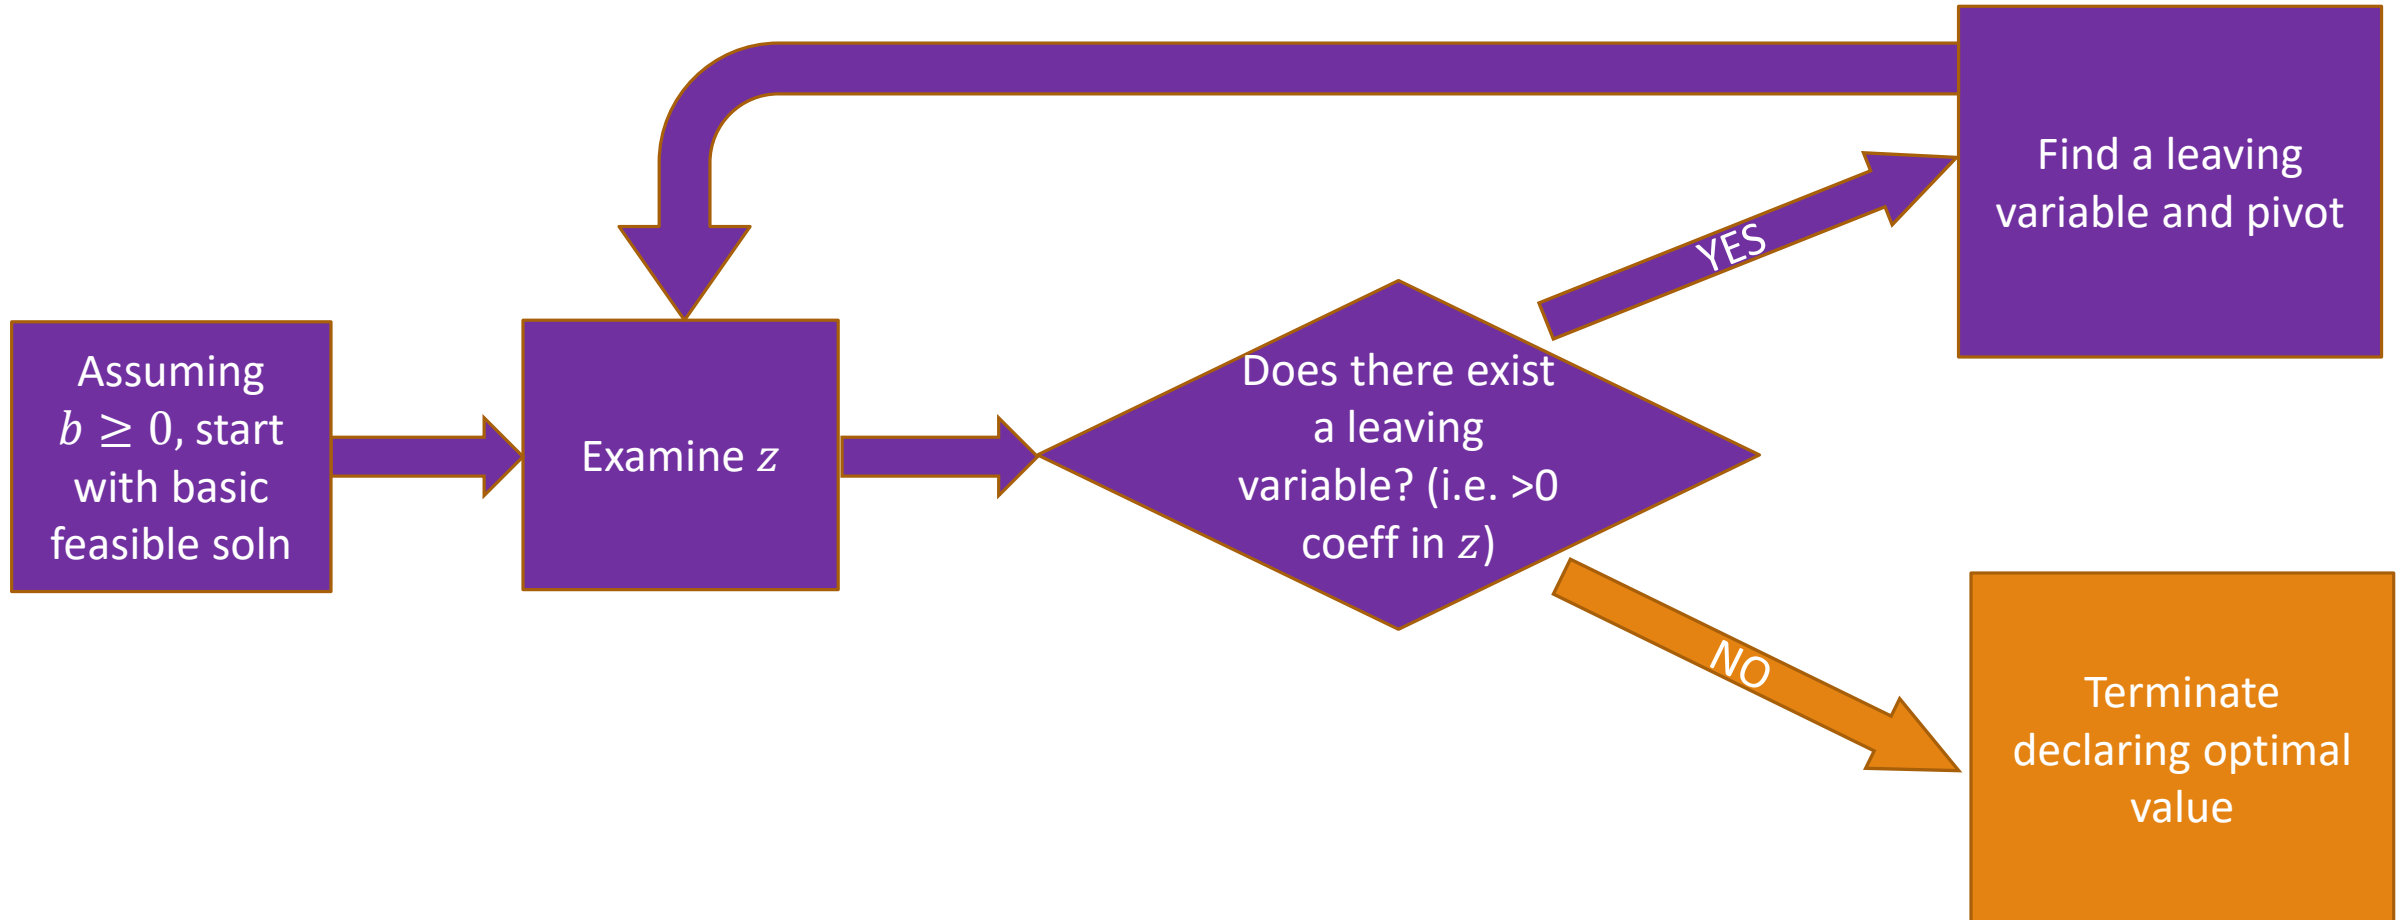 Assuming
b ≥ 0, start
with basic
feasible soln
Examine z
Does there exist
a leaving
variable? (i.e. >0
coeff in z)
YES
Find a leaving
variable and pivot
NO
Terminate
declaring optimal
value